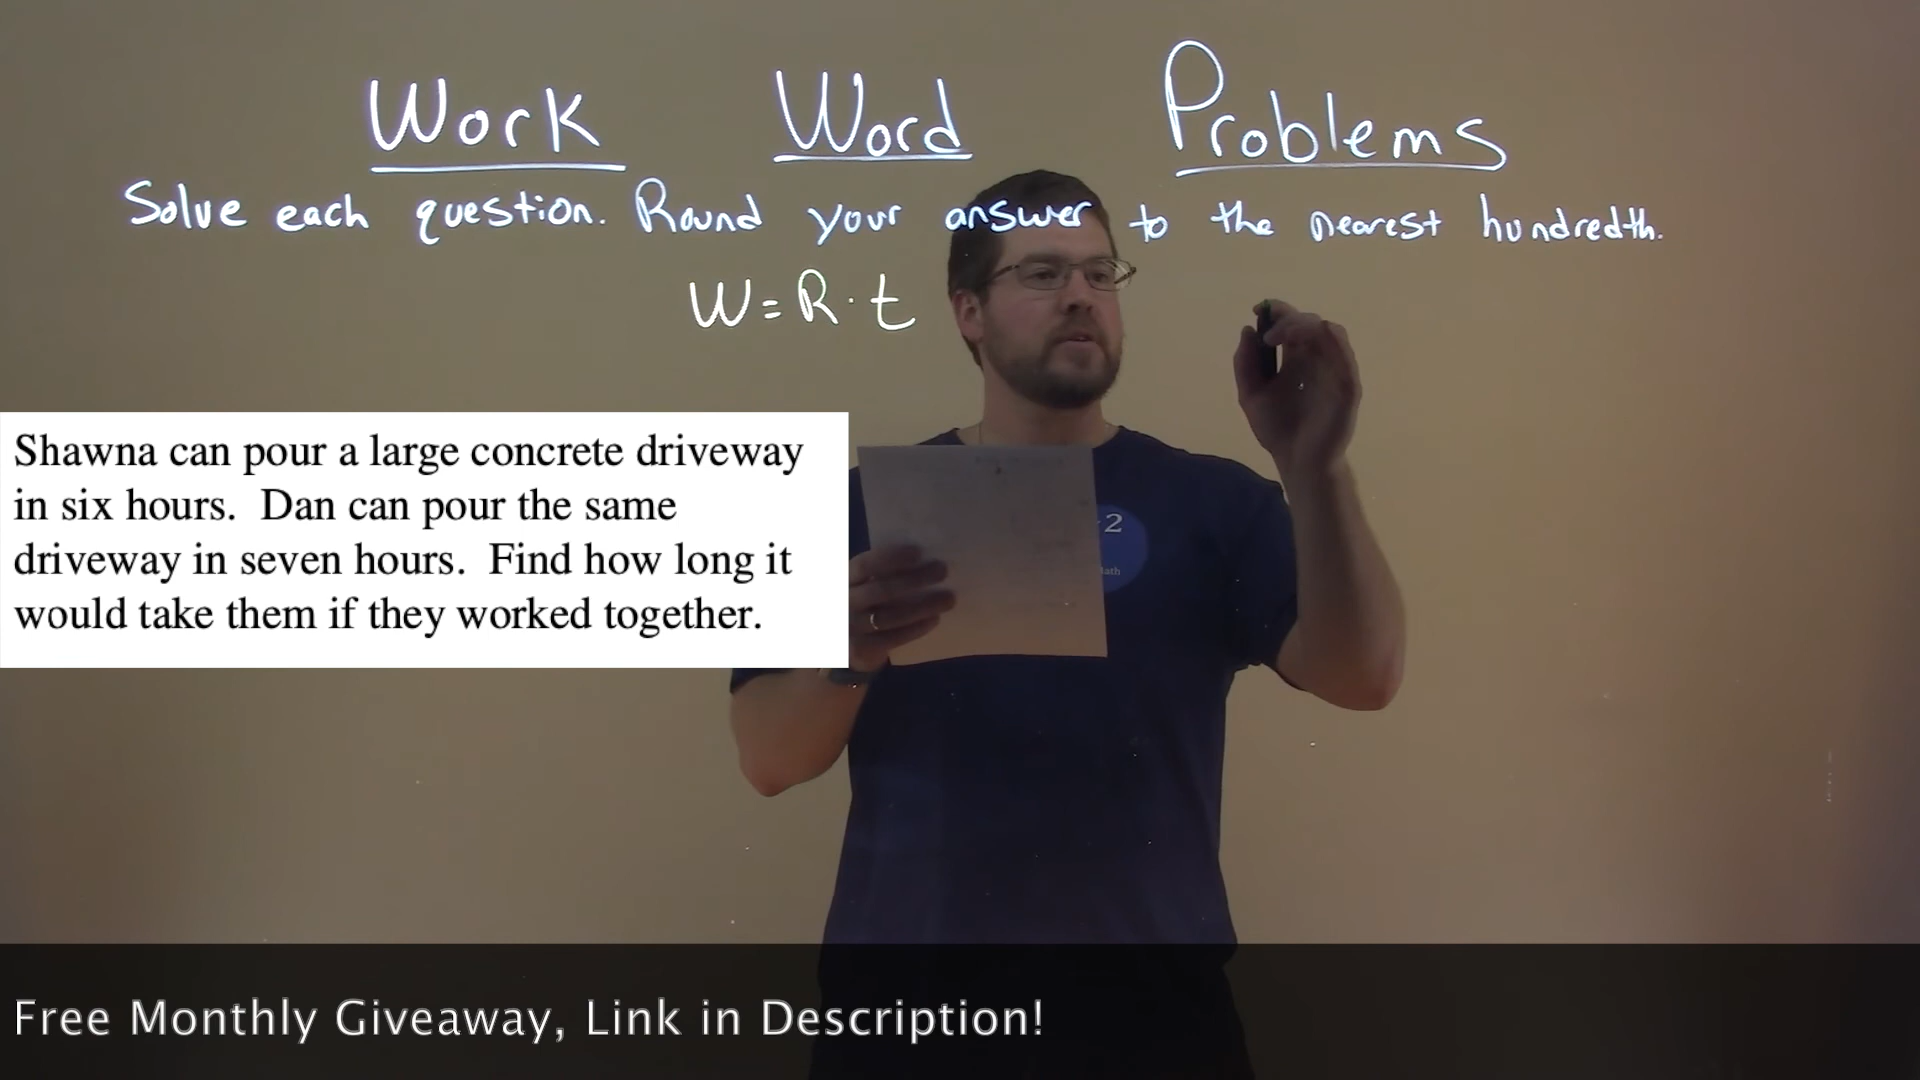 Work Word Problems
Solve each question. Round your answer to the nearest hundredth.
W = R · t
Shawna can pour a large concrete driveway
in six hours. Dan can pour the same
driveway in seven hours. Find how long it
would take them if they worked together.
2
Free Monthly Giveaway, Link in Description!